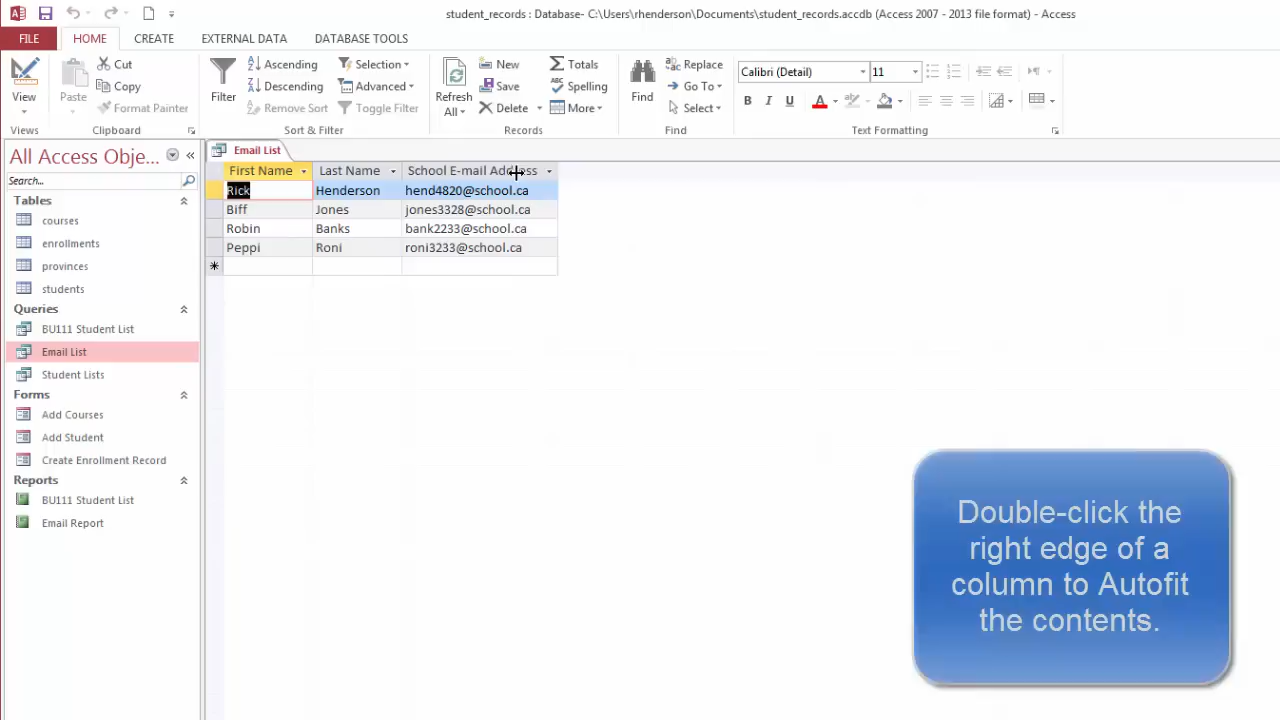 student_records : Database- C:\Users\rhenderson\Documents\student_records.accdb (Access 2007 - 2013 file format) - Access
FILE HOME CREATE EXTERNAL DATA DATABASE TOOLS
View
Views
Paste
Cut
Copy
Format Painter
Clipboard
Filter
Ascending
Descending
Remove Sort
Selection
Advanced
Toggle Filter
Sort & Filter
Refresh
All
New
Save
Delete
Totals
Spelling
More
Records
Find
Replace
Go To
Select
Find
Calibri (Detail) 11
B I U A
Text Formatting
All Access Obje...
Search...
Tables
courses
enrollments
provinces
students
Queries
BU111 Student List
Email List
Student Lists
Forms
Add Courses
Add Student
Create Enrollment Record
Reports
BU111 Student List
Email Report
Email List
First Name Last Name School E-mail Address
Rick Henderson hend4820@school.ca
Biff Jones jones3328@school.ca
Robin Banks bank2233@school.ca
Peppi Roni roni3233@school.ca
Double-click the
right edge of a
column to Autofit
the contents.